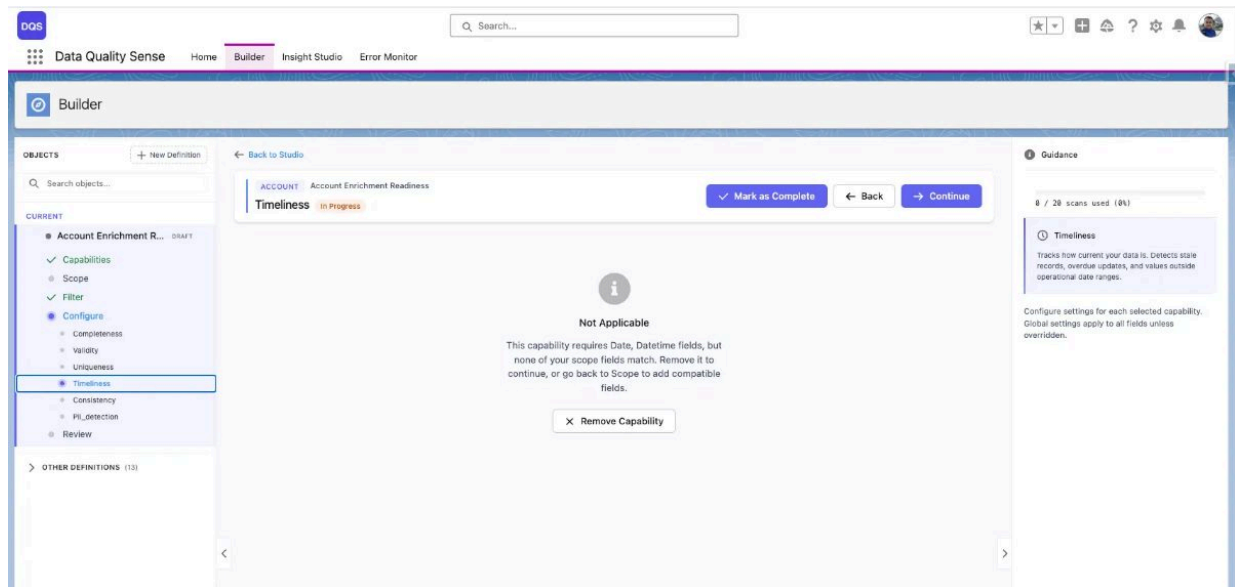 DQS
Search...
Data Quality Sense
Home
Builder
Insight Studio
Error Monitor
Builder
OBJECTS
+ New Definition
Search objects...
CURRENT
Account Enrichment R... DRAFT
Capabilities
Scope
Filter
Configure
Completeness
Validity
Uniqueness
Timeliness
Consistency
Pii_detection
Review
OTHER DEFINITIONS (13)
← Back to Studio
ACCOUNT Account Enrichment Readiness
Timeliness In Progress
✓ Mark as Complete
← Back
→ Continue
Not Applicable
This capability requires Date, Datetime fields, but
none of your scope fields match. Remove it to
continue, or go back to Scope to add compatible
fields.
× Remove Capability
Guidance
0 / 20 scans used (0%)
Timeliness
Tracks how current your data is. Detects stale
records, overdue updates, and values outside
operational date ranges.
Configure settings for each selected capability.
Global settings apply to all fields unless
overridden.